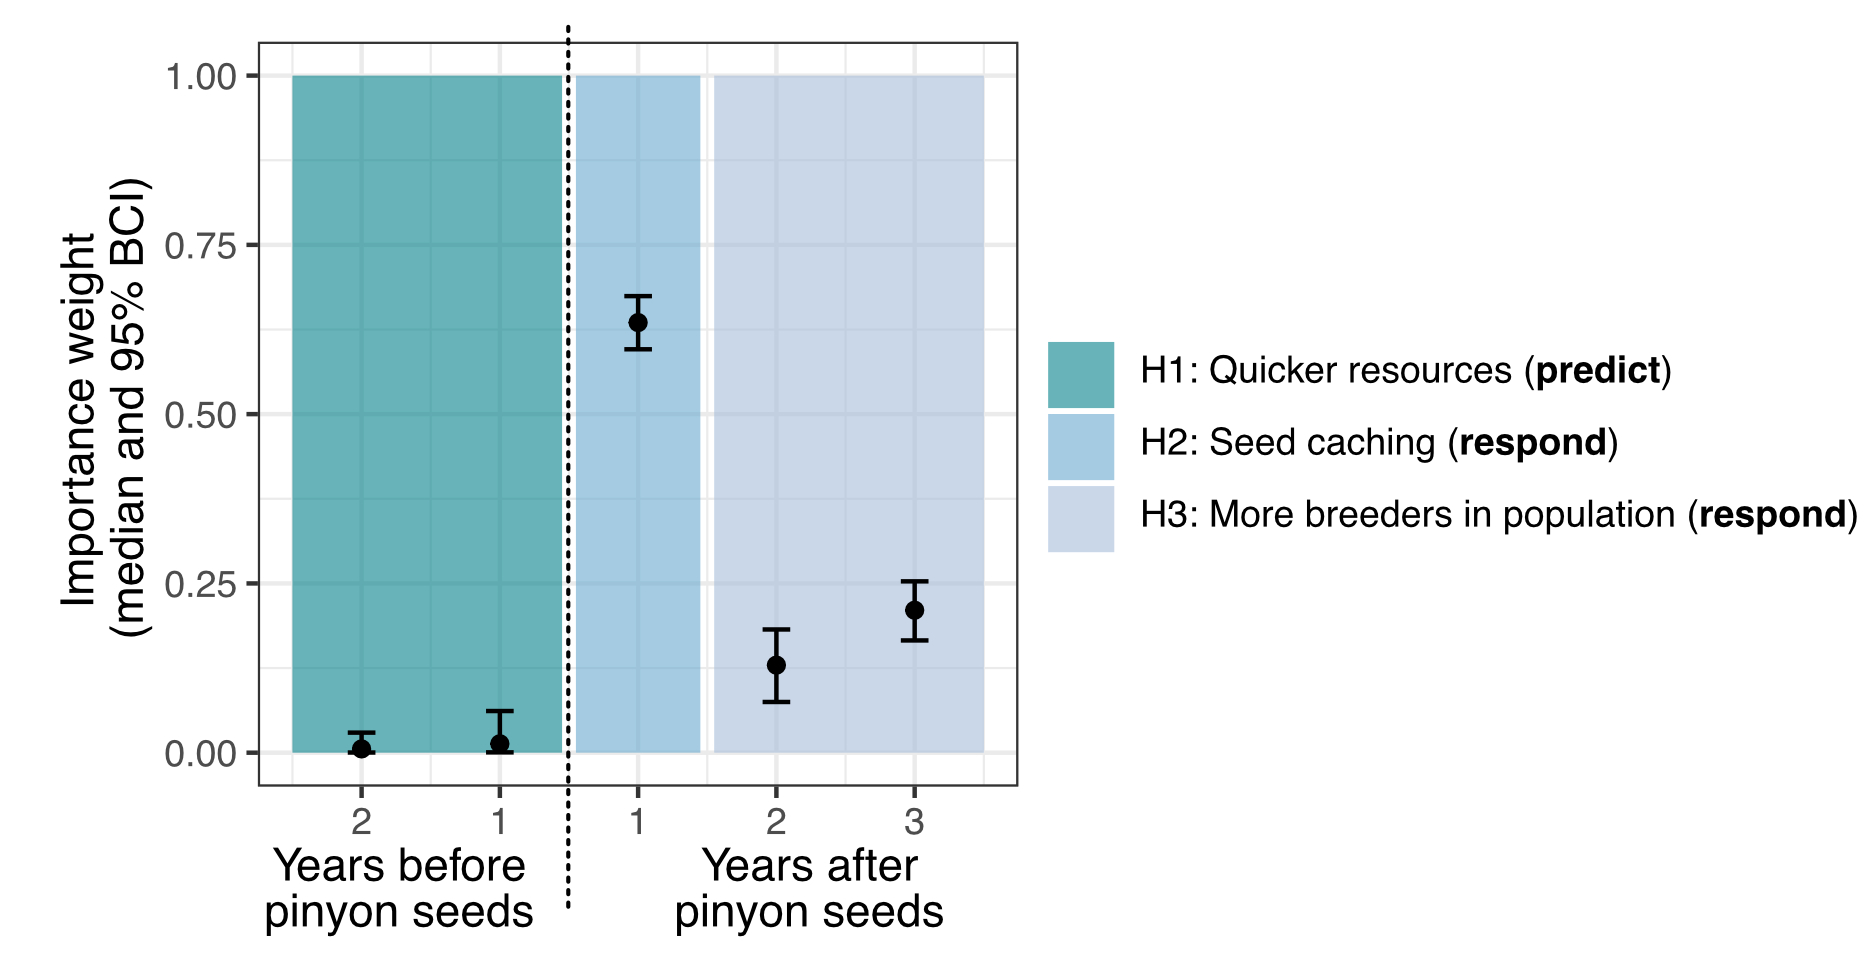 Importance weight
(median and 95% BCI)
1.00
0.75
0.50
0.25
0.00
2
1
1
2
3
Years before
pinyon seeds
Years after
pinyon seeds
H1: Quicker resources (predict)
H2: Seed caching (respond)
H3: More breeders in population (respond)